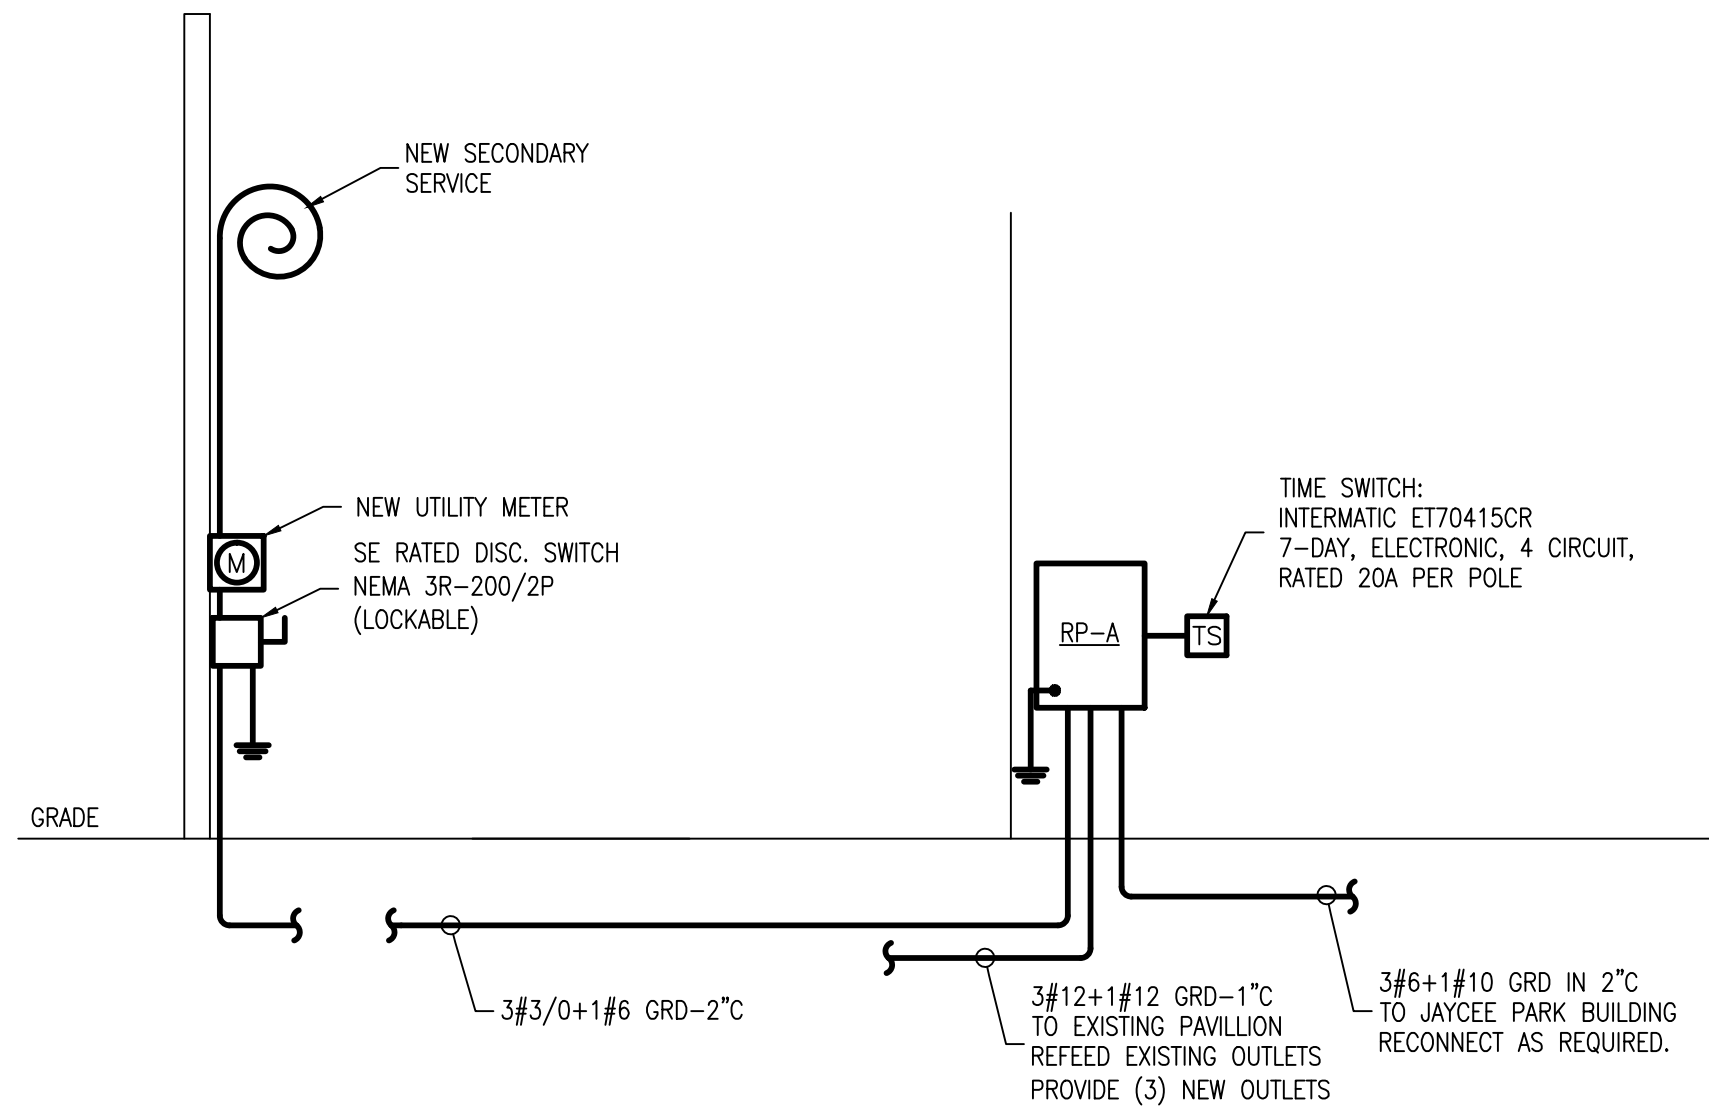 NEW SECONDARY
SERVICE
NEW UTILITY METER
M
SE RATED DISC. SWITCH
NEMA 3R-200/2P
(LOCKABLE)
TIME SWITCH:
INTERMATIC ET70415CR
7-DAY, ELECTRONIC, 4 CIRCUIT,
RATED 20A PER POLE
RP-A
TS
GRADE
3#3/0+1#6 GRD-2"C
3#12+1#12 GRD-1"C
TO EXISTING PAVILLION
REFEED EXISTING OUTLETS
PROVIDE (3) NEW OUTLETS
3#6+1#10 GRD IN 2"C
TO JAYCEE PARK BUILDING
RECONNECT AS REQUIRED.